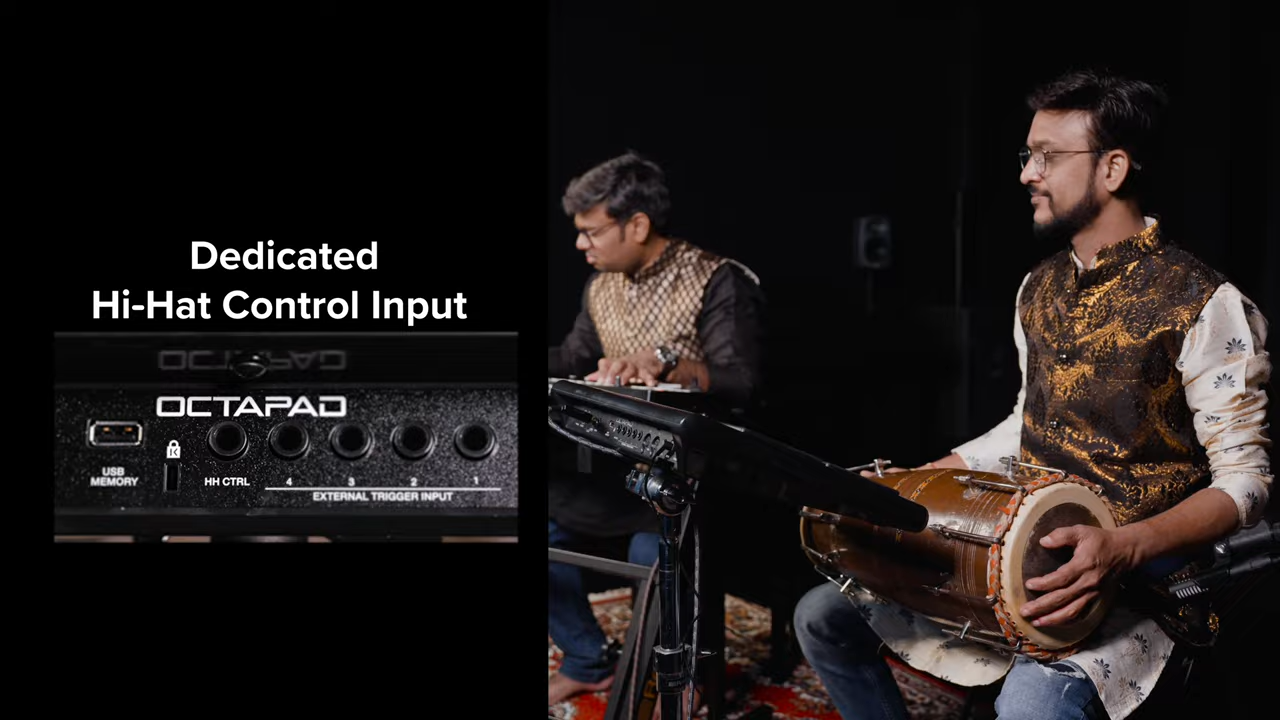 Dedicated
Hi-Hat Control Input
OCTAPAD
USB
MEMORY
HH CTRL
4 3 2 1
EXTERNAL TRIGGER INPUT